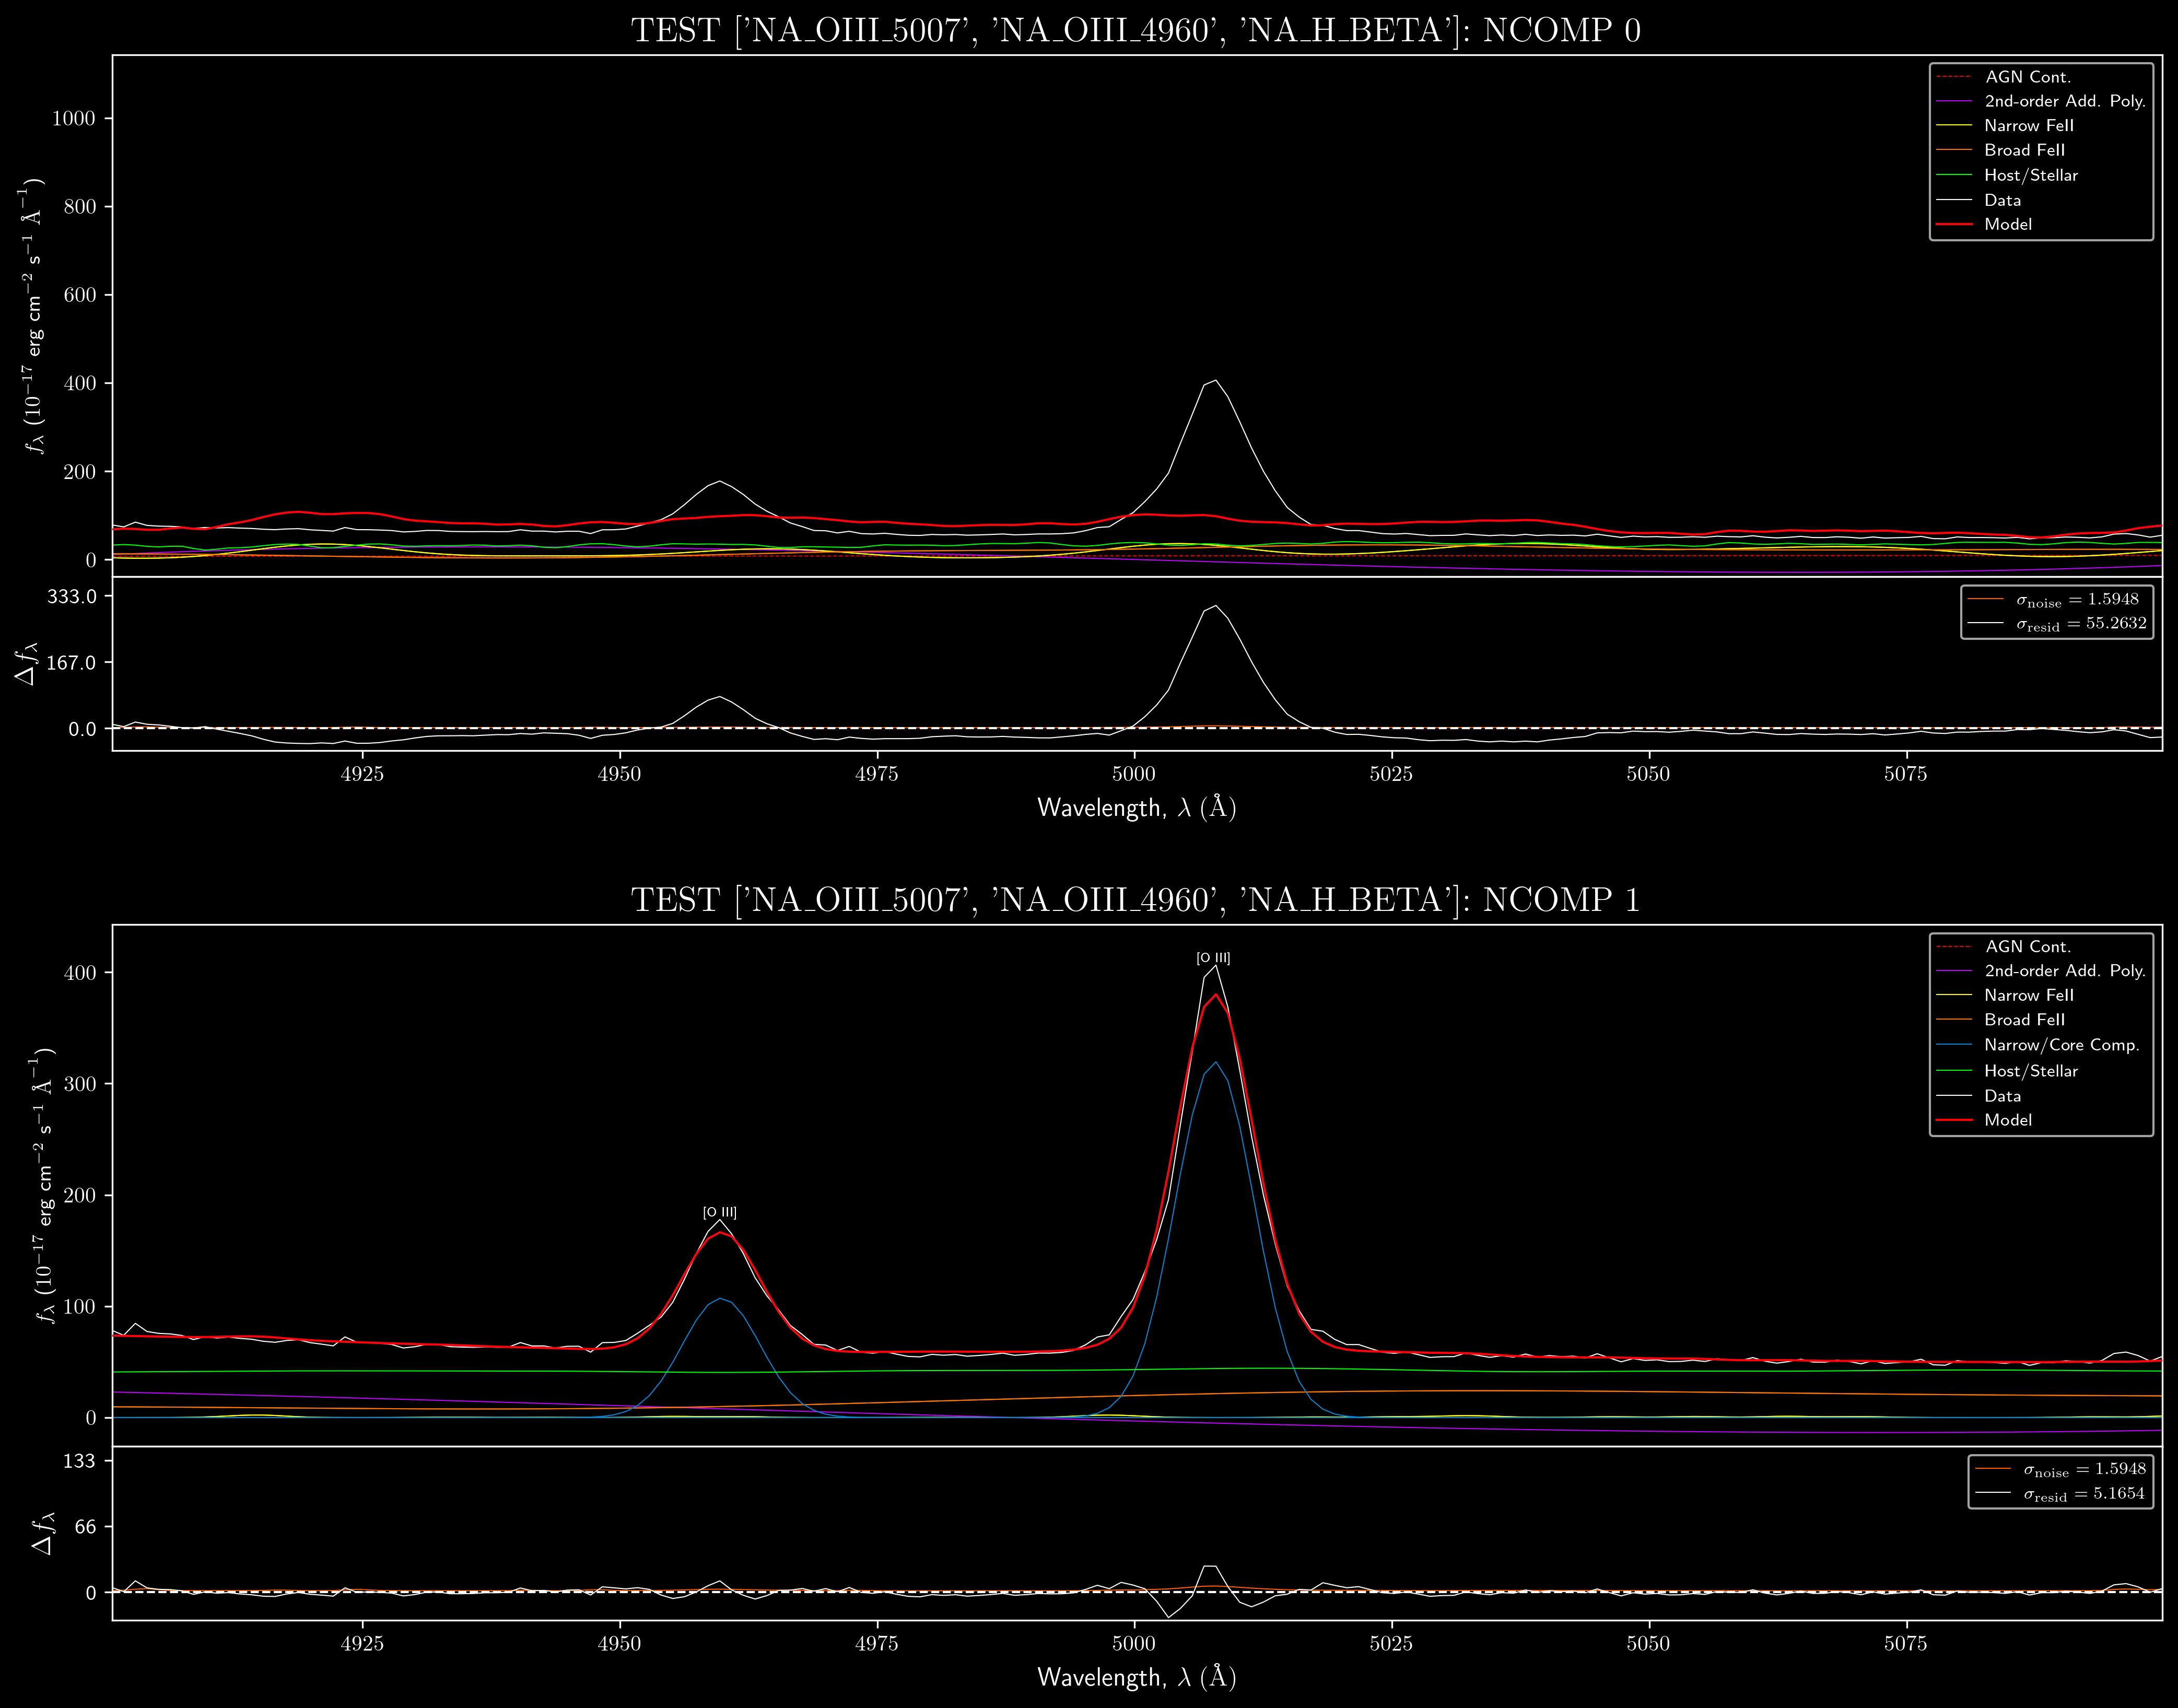 TEST ['NA_OIII_5007', 'NA_OIII_4960', 'NA_H_BETA']: NCOMP 0
AGN Cont.
2nd-order Add. Poly.
Narrow FeII
Broad FeII
Host/Stellar
Data
Model
1000
800
600
400
200
0
f_λ (10⁻¹⁷ erg cm⁻² s⁻¹ Å⁻¹)
σ_noise = 1.5948
σ_resid = 55.2632
333.0
167.0
0.0
Δf_λ
4925 4950 4975 5000 5025 5050 5075
Wavelength, λ (Å)
TEST ['NA_OIII_5007', 'NA_OIII_4960', 'NA_H_BETA']: NCOMP 1
[O III]
[O III]
AGN Cont.
2nd-order Add. Poly.
Narrow FeII
Broad FeII
Narrow/Core Comp.
Host/Stellar
Data
Model
400
300
200
100
0
f_λ (10⁻¹⁷ erg cm⁻² s⁻¹ Å⁻¹)
σ_noise = 1.5948
σ_resid = 5.1654
133
66
0
Δf_λ
4925 4950 4975 5000 5025 5050 5075
Wavelength, λ (Å)